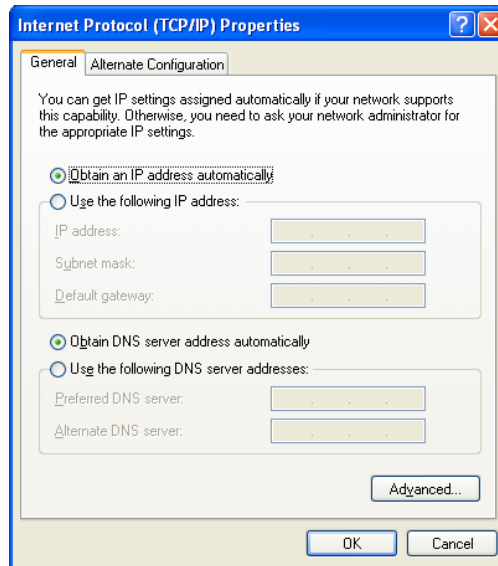 Internet Protocol (TCP/IP) Properties
General
Alternate Configuration
You can get IP settings assigned automatically if your network supports
this capability. Otherwise, you need to ask your network administrator for
the appropriate IP settings.
Obtain an IP address automatically
Use the following IP address:
IP address:
Subnet mask:
Default gateway:
Obtain DNS server address automatically
Use the following DNS server addresses:
Preferred DNS server:
Alternate DNS server:
Advanced...
OK
Cancel